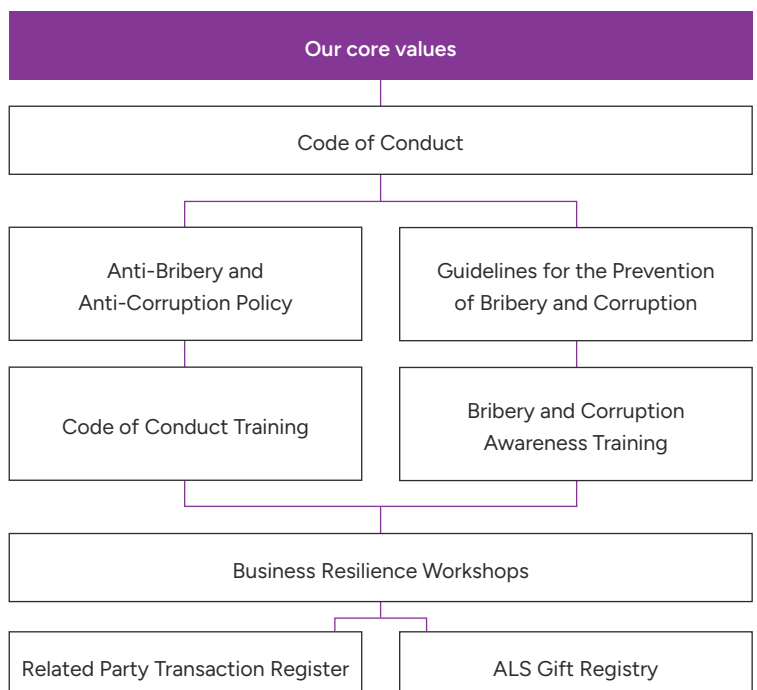 Our core values
Code of Conduct
Anti-Bribery and
Anti-Corruption Policy
Guidelines for the Prevention
of Bribery and Corruption
Code of Conduct Training
Bribery and Corruption
Awareness Training
Business Resilience Workshops
Related Party Transaction Register
ALS Gift Registry